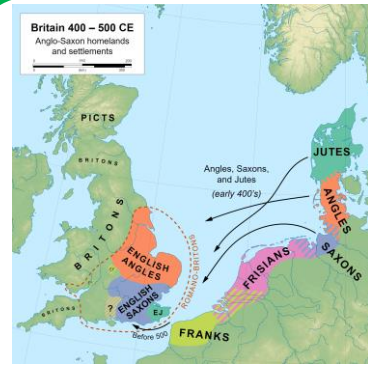 Britain 400 – 500 CE
Anglo-Saxon homelands
and settlements
PICTS
BRITONS
JUTES
Angles, Saxons,
and Jutes
(early 400's)
ANGLES
BRITONS
SAXONS
ENGLISH
ANGLES
ROMANO-BRITONS
FRISIANS
BRITONS
?
ENGLISH
SAXONS
EJ
Before 500
FRANKS